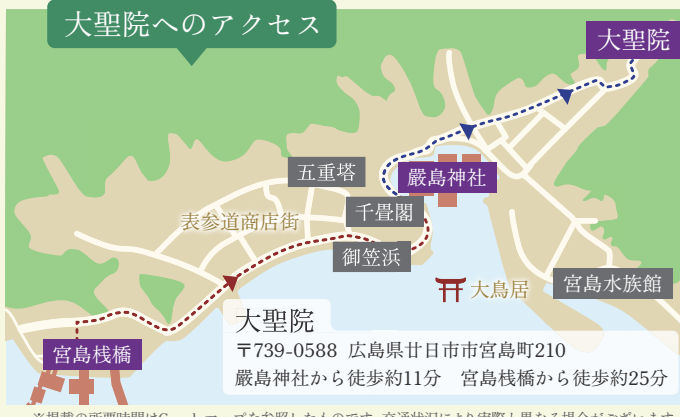 大聖院へのアクセス
大聖院
五重塔
嚴島神社
千畳閣
表参道商店街
御笠浜
大鳥居
宮島水族館
宮島桟橋
大聖院
〒739-0588 広島県廿日市市宮島町210
嚴島神社から徒歩約11分 宮島桟橋から徒歩約25分